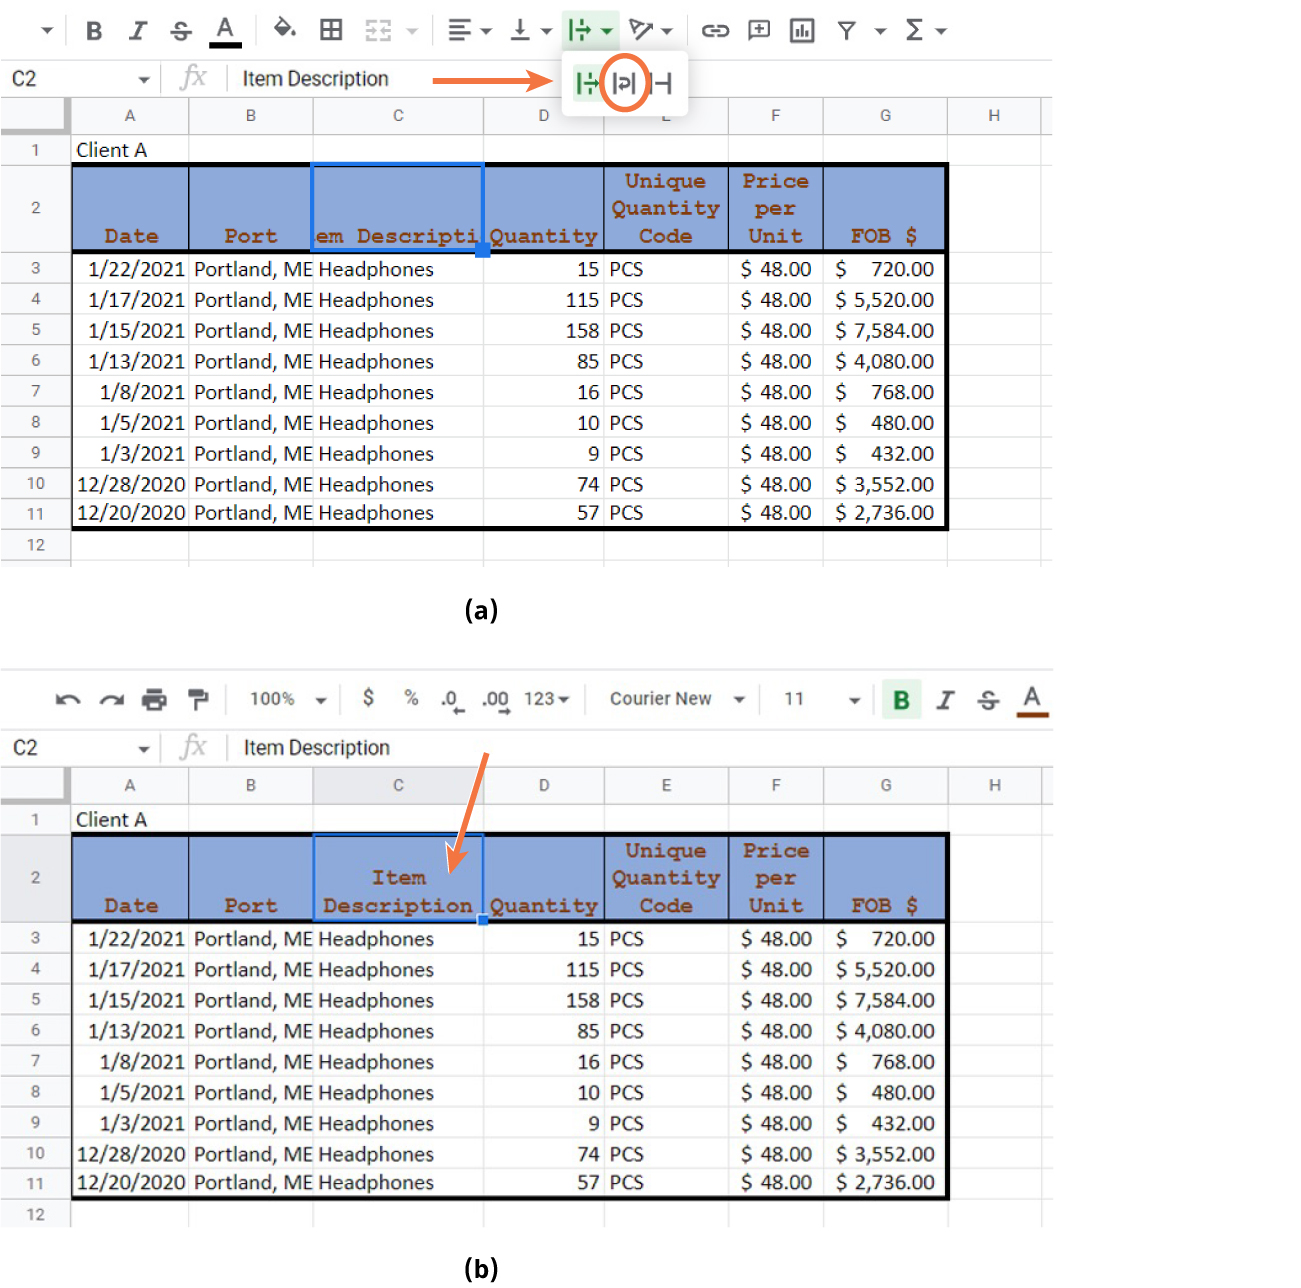 B I S A
C2 fx Item Description
A B C D E F G H
1 Client A
2 Date Port em Descripti Quantity Unique Quantity Code Price per Unit FOB $
3 1/22/2021 Portland, ME Headphones 15 PCS $ 48.00 $ 720.00
4 1/17/2021 Portland, ME Headphones 115 PCS $ 48.00 $ 5,520.00
5 1/15/2021 Portland, ME Headphones 158 PCS $ 48.00 $ 7,584.00
6 1/13/2021 Portland, ME Headphones 85 PCS $ 48.00 $ 4,080.00
7 1/8/2021 Portland, ME Headphones 16 PCS $ 48.00 $ 768.00
8 1/5/2021 Portland, ME Headphones 10 PCS $ 48.00 $ 480.00
9 1/3/2021 Portland, ME Headphones 9 PCS $ 48.00 $ 432.00
10 12/28/2020 Portland, ME Headphones 74 PCS $ 48.00 $ 3,552.00
11 12/20/2020 Portland, ME Headphones 57 PCS $ 48.00 $ 2,736.00
12
(a)
100% $ % .0 .00 123 Courier New 11 B I S A
C2 fx Item Description
A B C D E F G H
1 Client A
2 Date Port Item Description Quantity Unique Quantity Code Price per Unit FOB $
3 1/22/2021 Portland, ME Headphones 15 PCS $ 48.00 $ 720.00
4 1/17/2021 Portland, ME Headphones 115 PCS $ 48.00 $ 5,520.00
5 1/15/2021 Portland, ME Headphones 158 PCS $ 48.00 $ 7,584.00
6 1/13/2021 Portland, ME Headphones 85 PCS $ 48.00 $ 4,080.00
7 1/8/2021 Portland, ME Headphones 16 PCS $ 48.00 $ 768.00
8 1/5/2021 Portland, ME Headphones 10 PCS $ 48.00 $ 480.00
9 1/3/2021 Portland, ME Headphones 9 PCS $ 48.00 $ 432.00
10 12/28/2020 Portland, ME Headphones 74 PCS $ 48.00 $ 3,552.00
11 12/20/2020 Portland, ME Headphones 57 PCS $ 48.00 $ 2,736.00
12
(b)